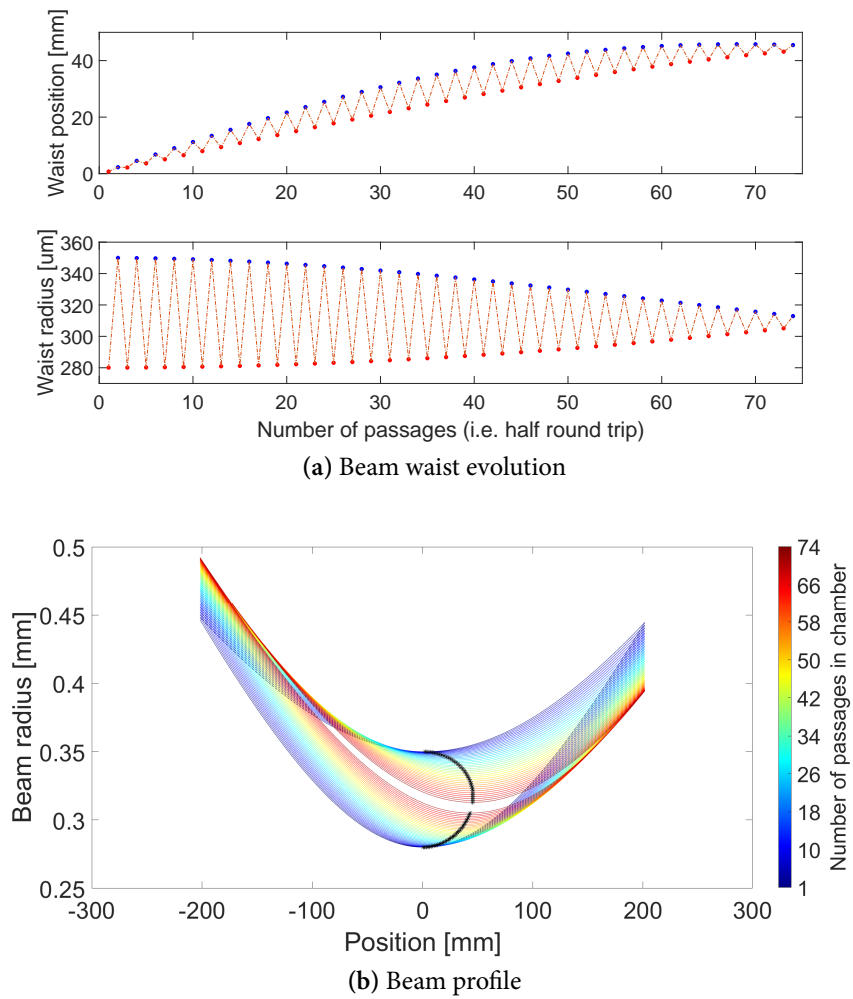 Waist position [mm]
40
20
0
0 10 20 30 40 50 60 70
Waist radius [um]
360
340
320
300
280
0 10 20 30 40 50 60 70
Number of passages (i.e. half round trip)
(a) Beam waist evolution
Beam radius [mm]
0.5
0.45
0.4
0.35
0.3
0.25
-300 -200 -100 0 100 200 300
Position [mm]
74
66
58
50
42
34
26
18
10
1
Number of passages in chamber
(b) Beam profile